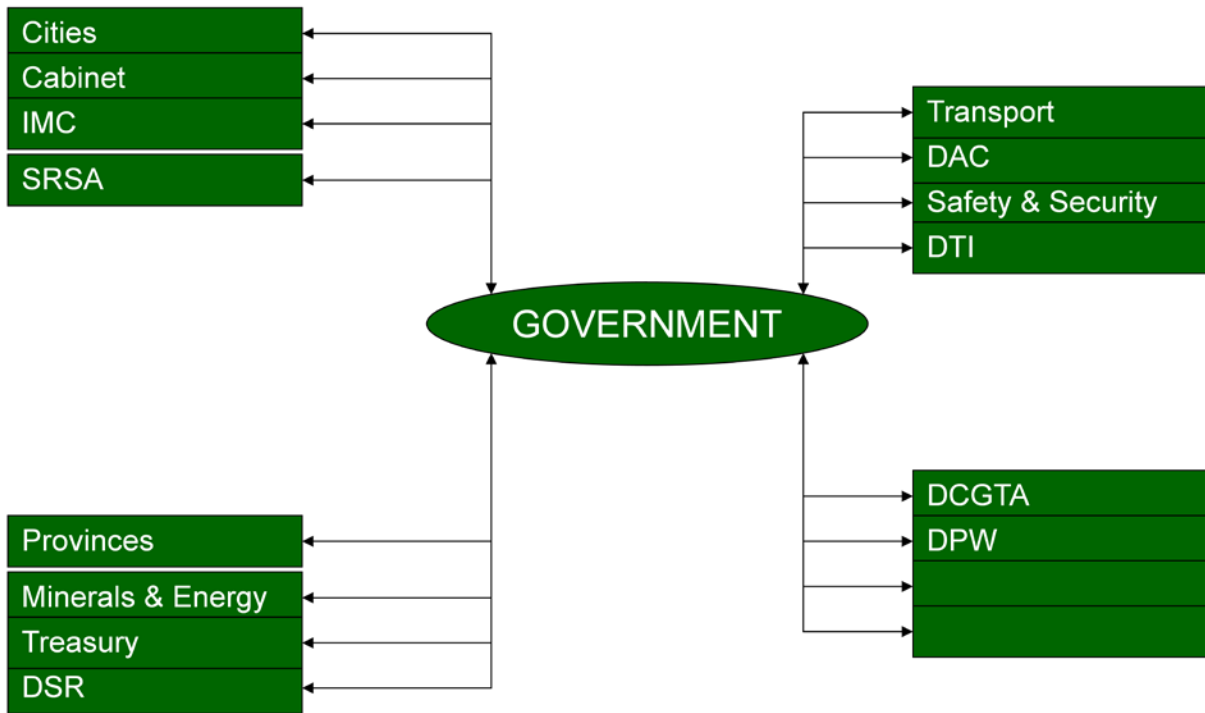 Cities
Cabinet
IMC
SRSA
Transport
DAC
Safety & Security
DTI
GOVERNMENT
Provinces
Minerals & Energy
Treasury
DSR
DCGTA
DPW